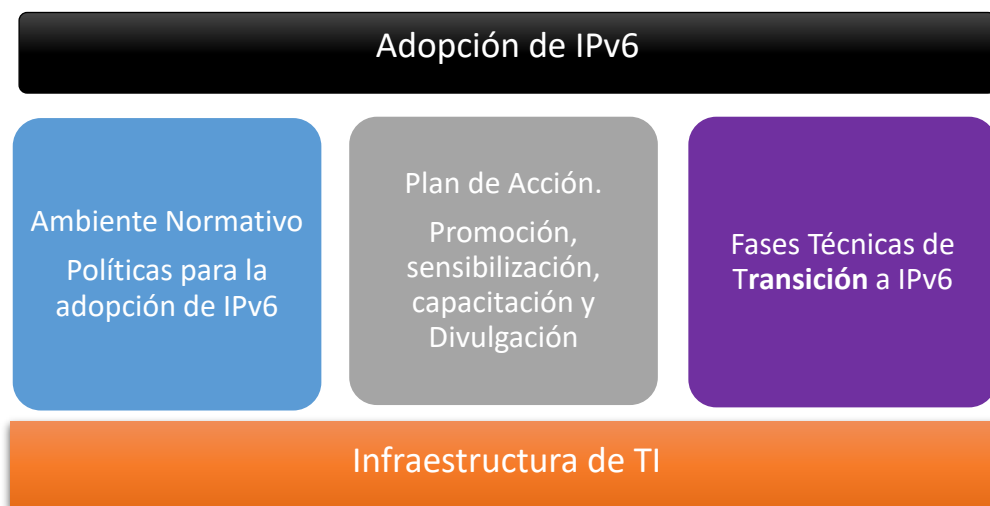 Adopción de IPv6
Ambiente Normativo
Políticas para la
adopción de IPv6
Plan de Acción.
Promoción,
sensibilización,
capacitación y
Divulgación
Fases Técnicas de
Transición a IPv6
Infraestructura de TI